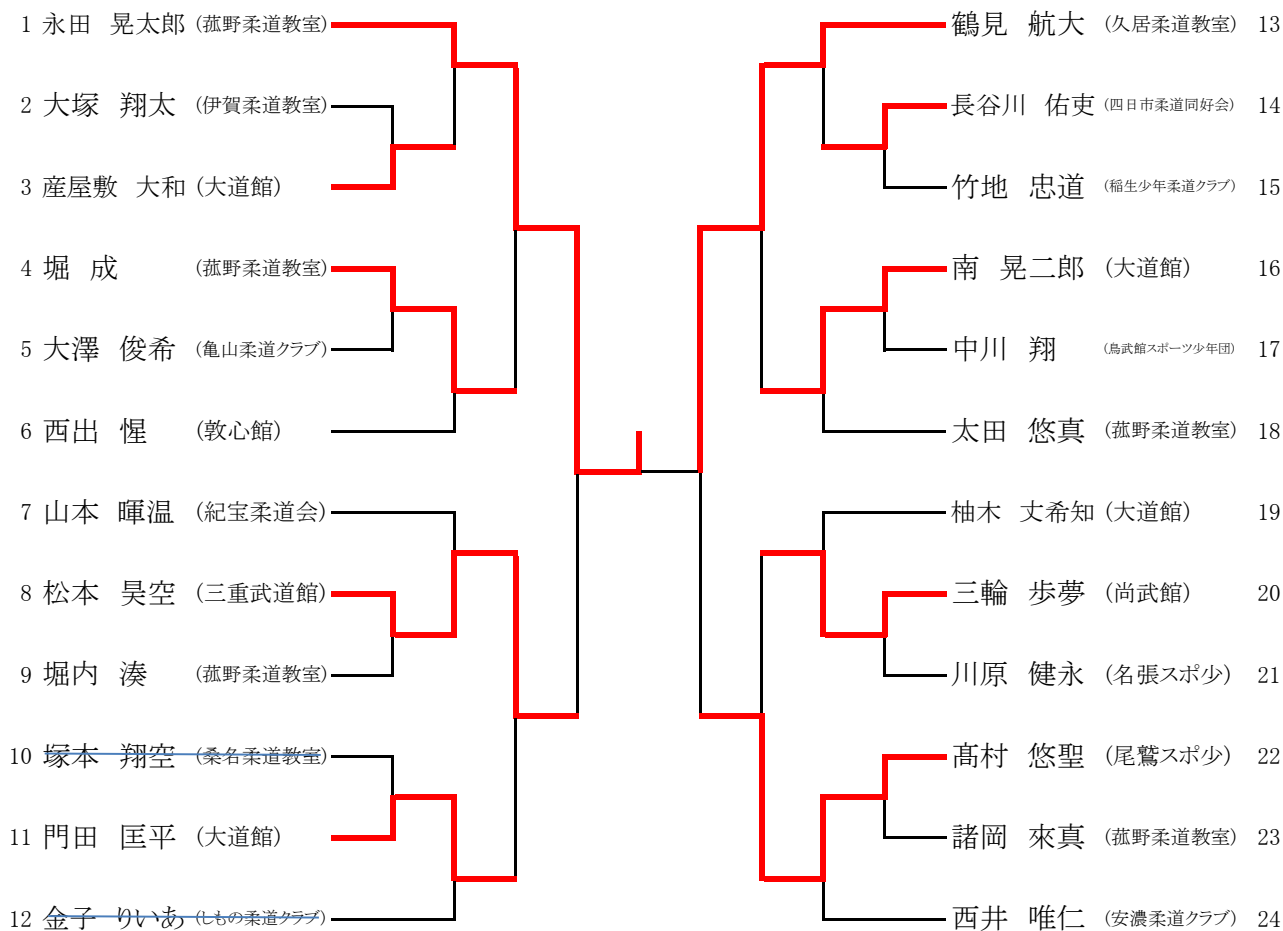 1 永田 晃太郎 (菰野柔道教室)
2 大塚 翔太 (伊賀柔道教室)
3 産屋敷 大和 (大道館)
4 堀 成 (菰野柔道教室)
5 大澤 俊希 (亀山柔道クラブ)
6 西出 惺 (敦心館)
7 山本 暉温 (紀宝柔道会)
8 松本 昊空 (三重武道館)
9 堀内 湊 (菰野柔道教室)
10 塚本 翔空 (桑名柔道教室)
11 門田 匡平 (大道館)
12 金子 りいあ (しもの柔道クラブ)
鶴見 航大 (久居柔道教室) 13
長谷川 佑吏 (四日市柔道同好会) 14
竹地 忠道 (稲生少年柔道クラブ) 15
南 晃二郎 (大道館) 16
中川 翔 (鳥武館スポーツ少年団) 17
太田 悠真 (菰野柔道教室) 18
柚木 丈希知 (大道館) 19
三輪 歩夢 (尚武館) 20
川原 健永 (名張スポ少) 21
髙村 悠聖 (尾鷲スポ少) 22
諸岡 來真 (菰野柔道教室) 23
西井 唯仁 (安濃柔道クラブ) 24